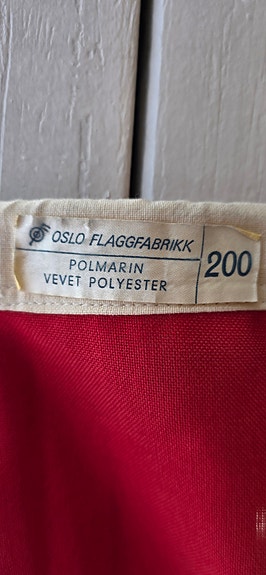 OSLO FLAGGFABRIKK
POLMARIN
VEVET POLYESTER
200